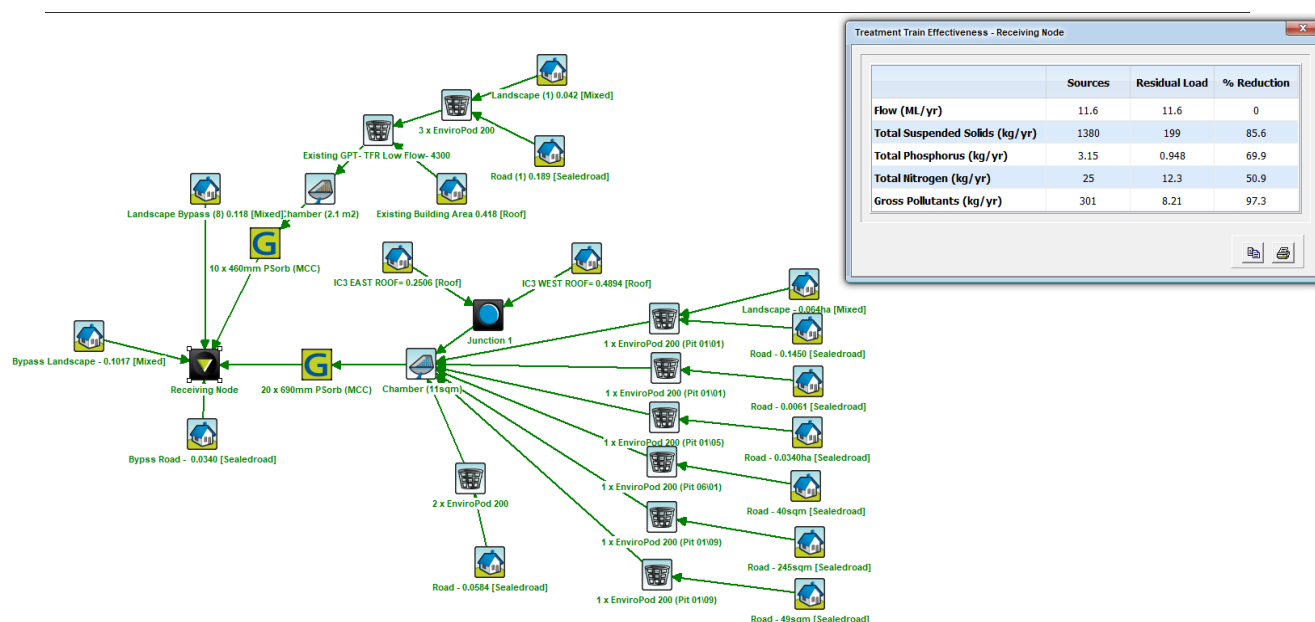 Treatment Train Effectiveness - Receiving Node
Sources Residual Load % Reduction
Flow (ML/yr) 11.6 11.6 0
Total Suspended Solids (kg/yr) 1380 199 85.6
Total Phosphorus (kg/yr) 3.15 0.948 69.9
Total Nitrogen (kg/yr) 25 12.3 50.9
Gross Pollutants (kg/yr) 301 8.21 97.3
Landscape (1) 0.042 [Mixed]
3 x EnviroPod 200
Existing GPT- TFR Low Flow- 4300
Road (1) 0.189 [Sealedroad]
Landscape Bypass (8) 0.118 [Mixed]
Chamber (2.1 m2)
Existing Building Area 0.418 [Roof]
G
10 x 460mm PSorb (MCC)
IC3 EAST ROOF= 0.2506 [Roof]
IC3 WEST ROOF= 0.4894 [Roof]
Landscape - 0.064ha [Mixed]
Junction 1
1 x EnviroPod 200 (Pit 01\01)
Road - 0.1450 [Sealedroad]
Bypass Landscape - 0.1017 [Mixed]
Receiving Node
G
20 x 690mm PSorb (MCC)
Chamber (11sqm)
1 x EnviroPod 200 (Pit 01\01)
Road - 0.0061 [Sealedroad]
1 x EnviroPod 200 (Pit 01\05)
Road - 0.0340ha [Sealedroad]
Bypss Road - 0.0340 [Sealedroad]
1 x EnviroPod 200 (Pit 06\01)
Road - 40sqm [Sealedroad]
2 x EnviroPod 200
1 x EnviroPod 200 (Pit 01\09)
Road - 245sqm [Sealedroad]
Road - 0.0584 [Sealedroad]
1 x EnviroPod 200 (Pit 01\09)
Road - 49sqm [Sealedroad]